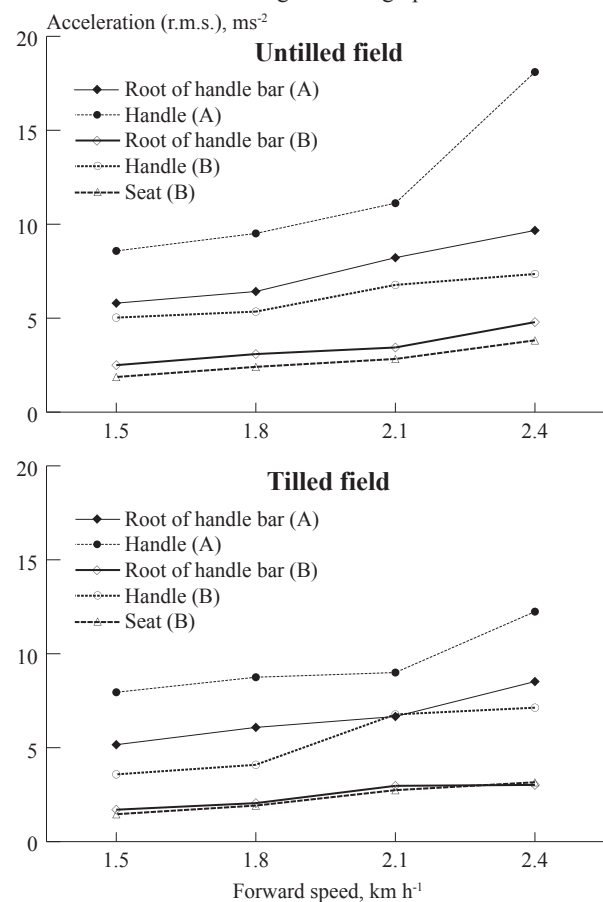 Acceleration (r.m.s.), ms-2
20
Untilled field
Root of handle bar (A)
Handle (A)
15
Root of handle bar (B)
Handle (B)
Seat (B)
10
5
0
1.5 1.8 2.1 2.4
20
Tilled field
Root of handle bar (A)
Handle (A)
15
Root of handle bar (B)
Handle (B)
Seat (B)
10
5
0
1.5 1.8 2.1 2.4
Forward speed, km h-1